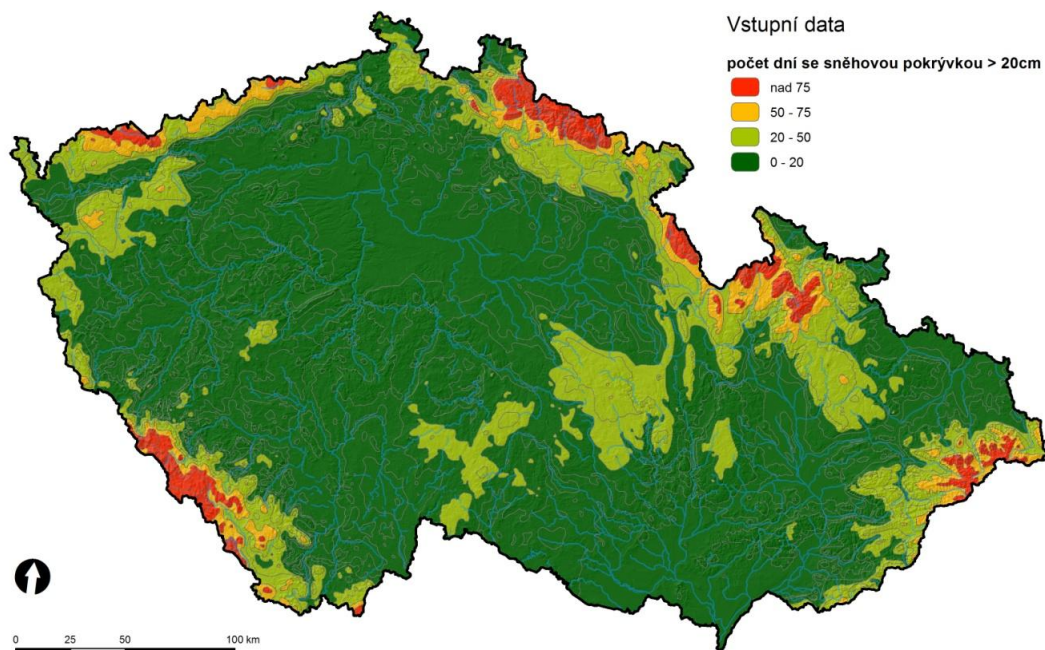 Vstupní data
počet dní se sněhovou pokrývkou > 20cm
nad 75
50 - 75
20 - 50
0 - 20
0 25 50 100 km